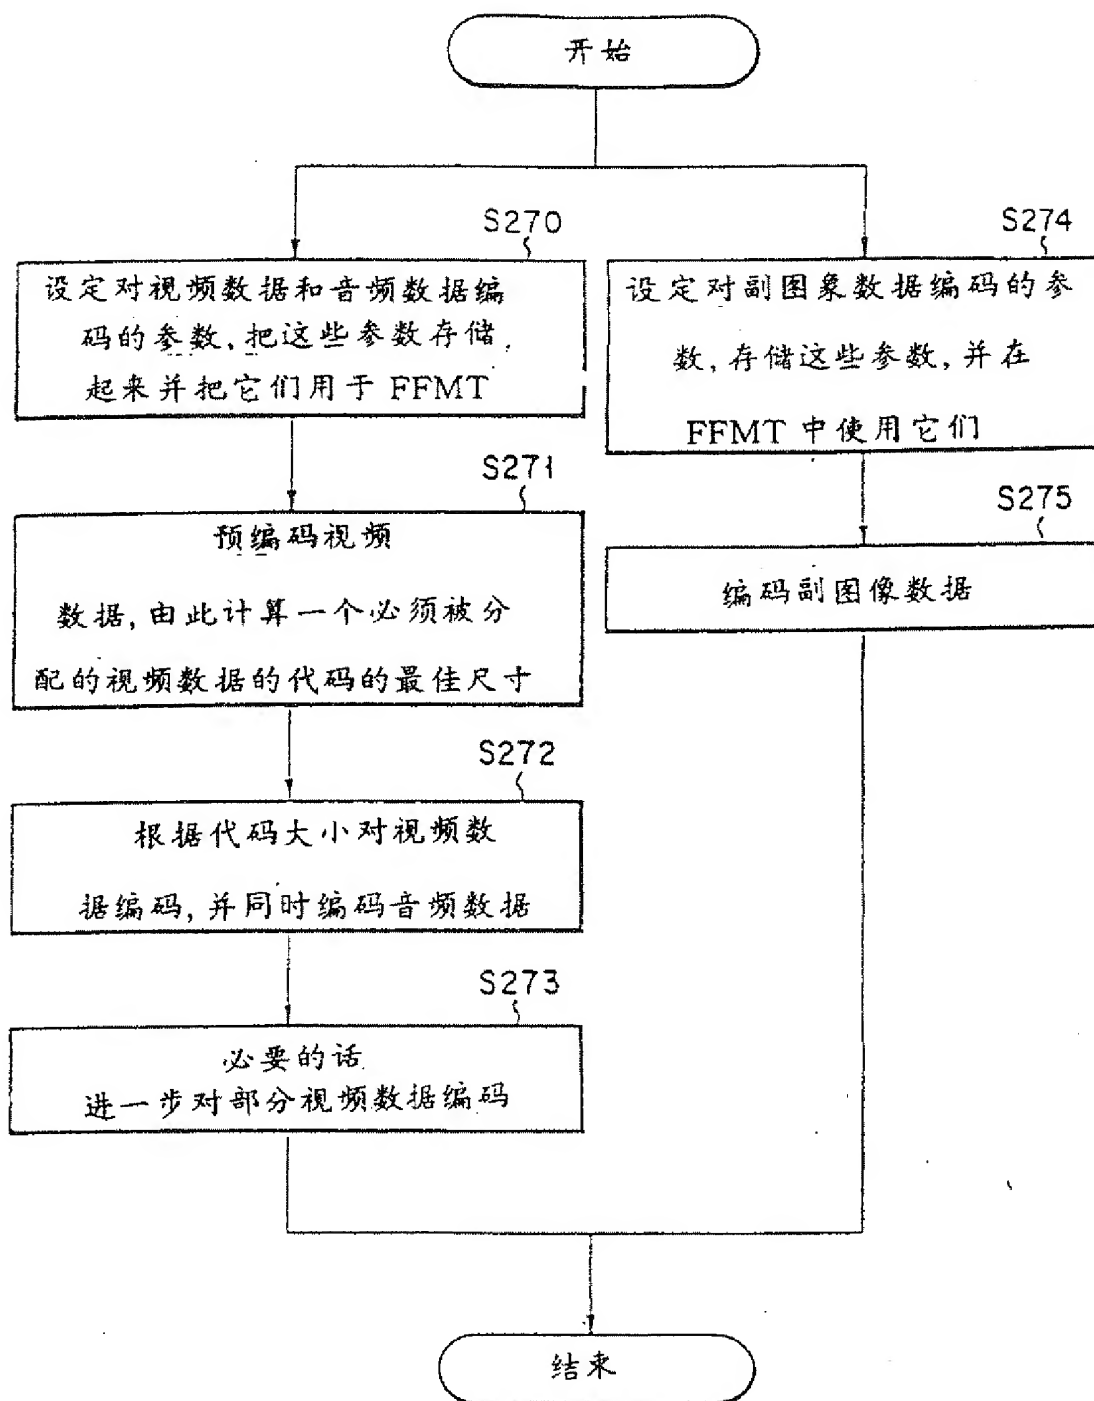 开始
S270
设定对视频数据和音频数据编
码的参数,把这些参数存储
起来并把它们用于 FFMT
S271
预编码视频
数据,由此计算一个必须被分
配的视频数据的代码的最佳尺寸
S272
根据代码大小对视频数
据编码,并同时编码音频数据
S273
必要的话
进一步对部分视频数据编码
S274
设定对副图象数据编码的参
数,存储这些参数,并在
FFMT 中使用它们
S275
编码副图像数据
结束